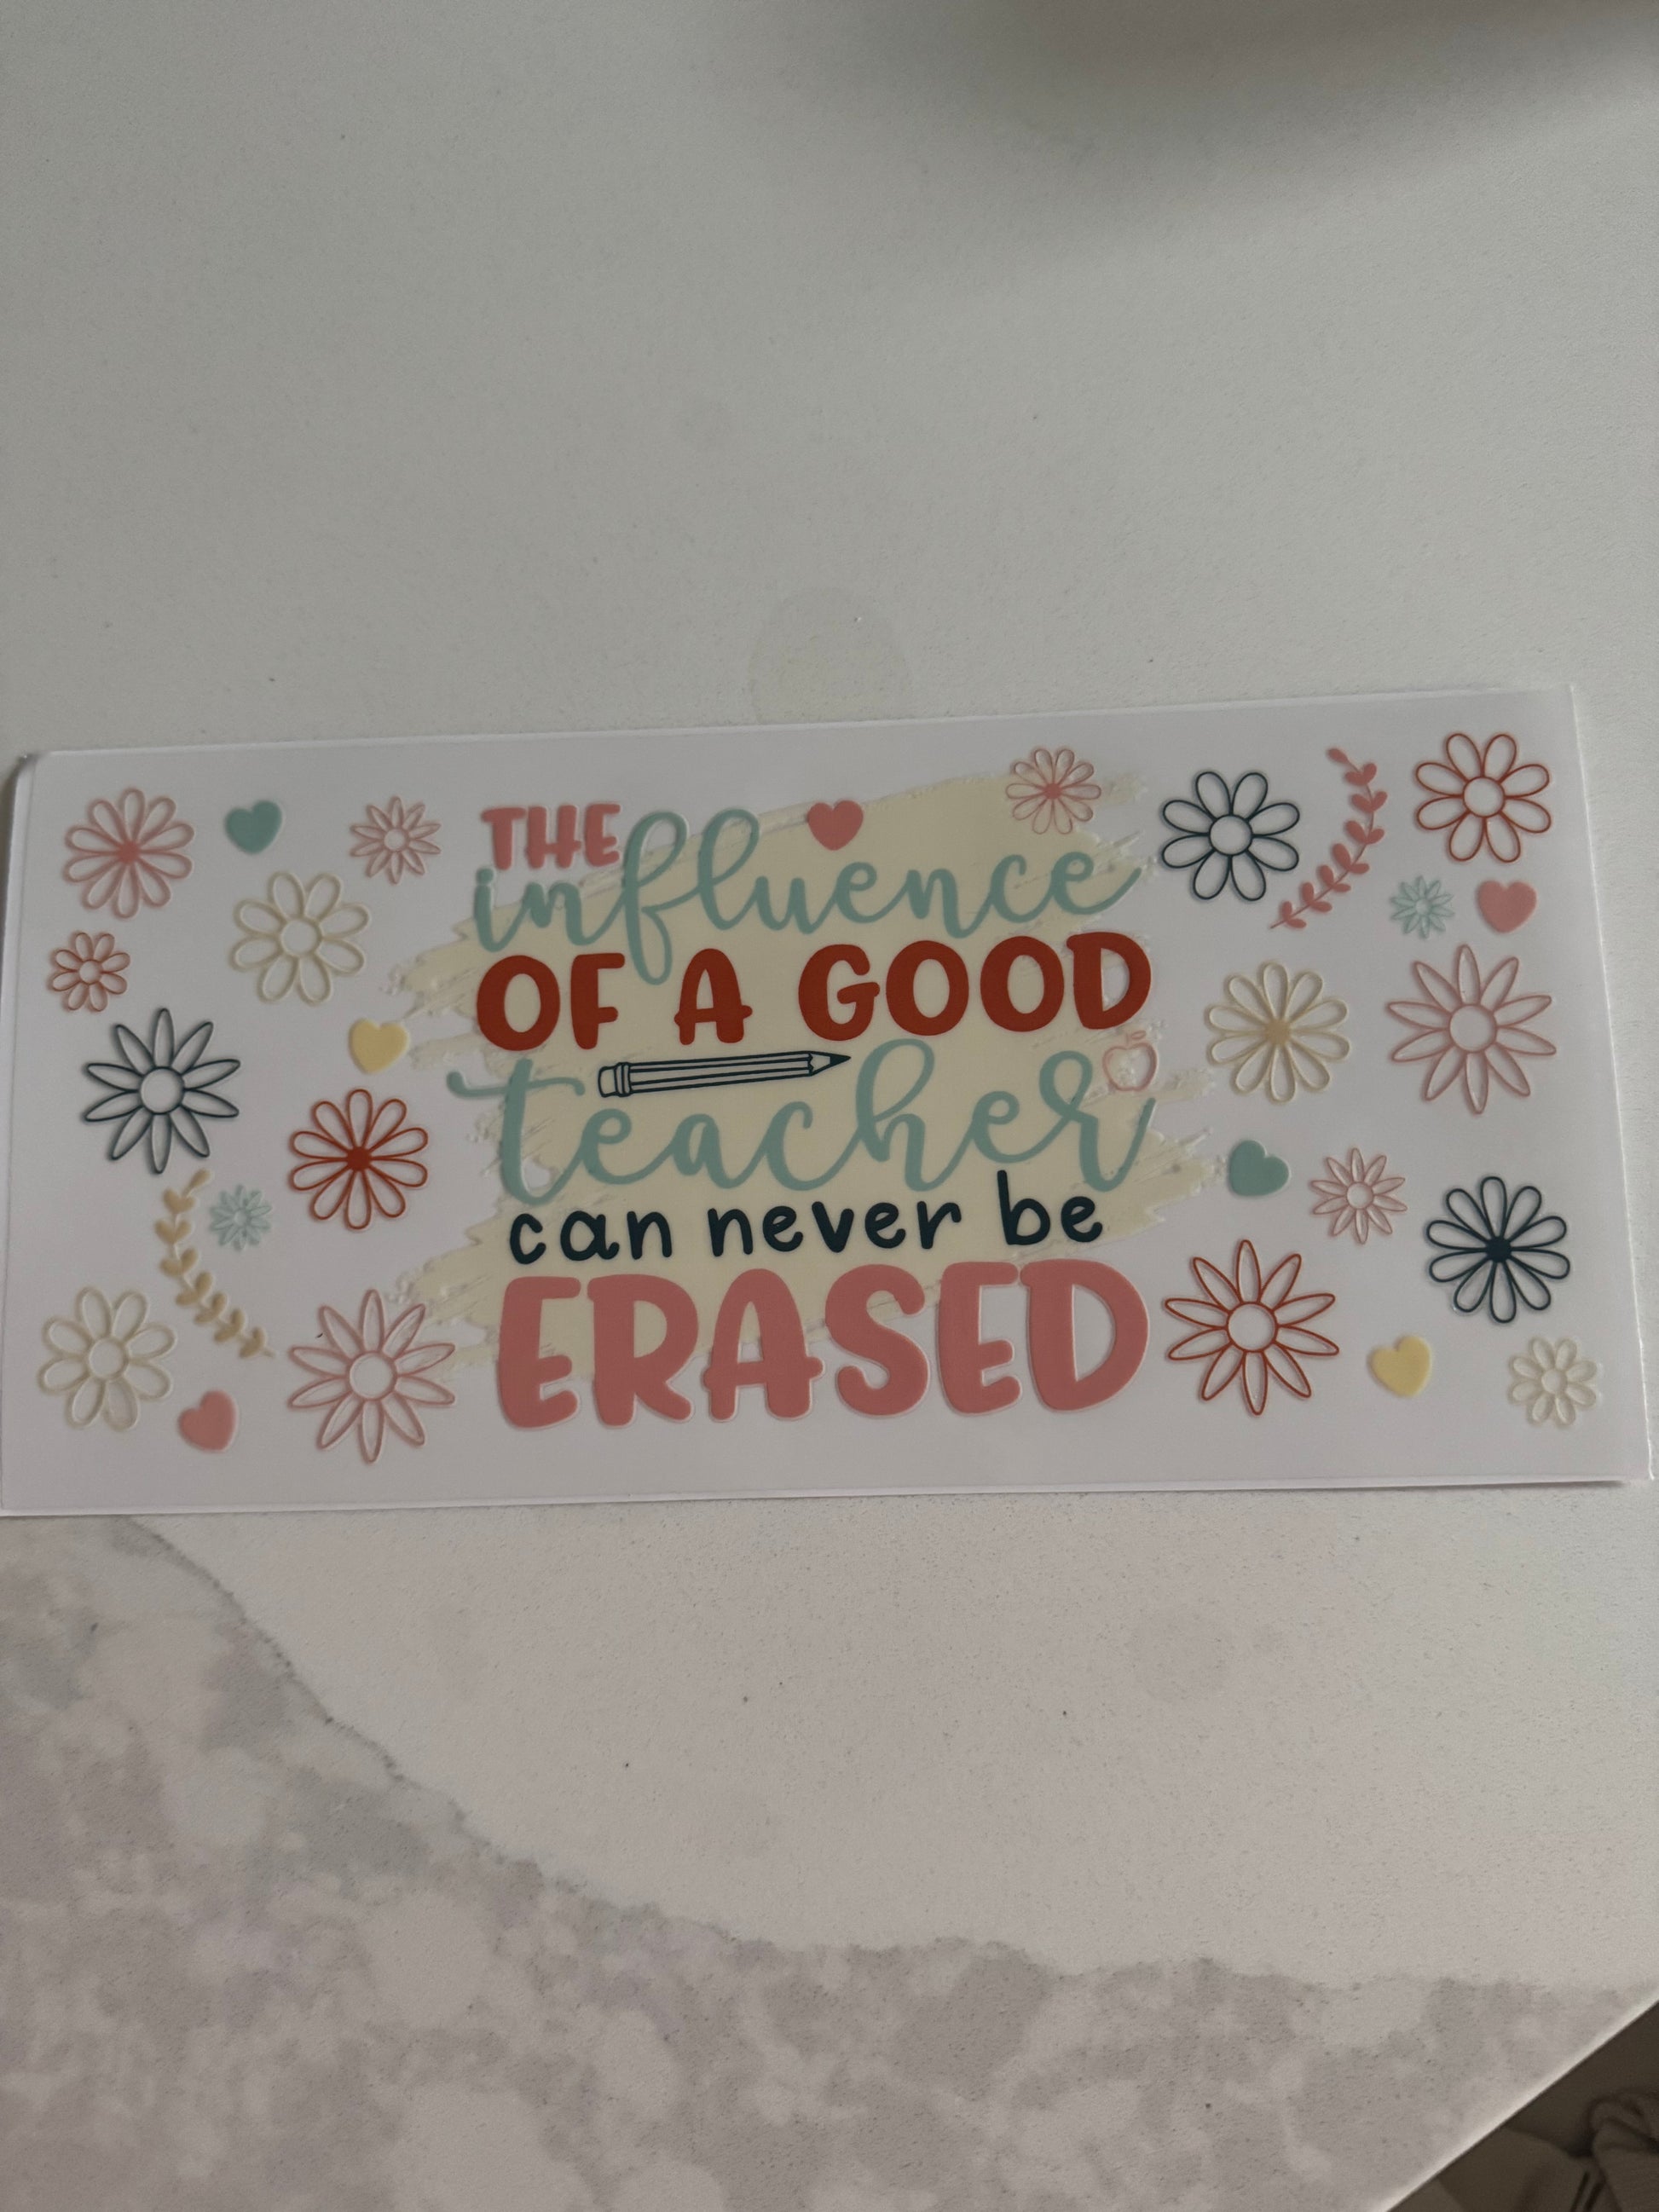 THE
influence
OF A GOOD
teacher
can never be
ERASED